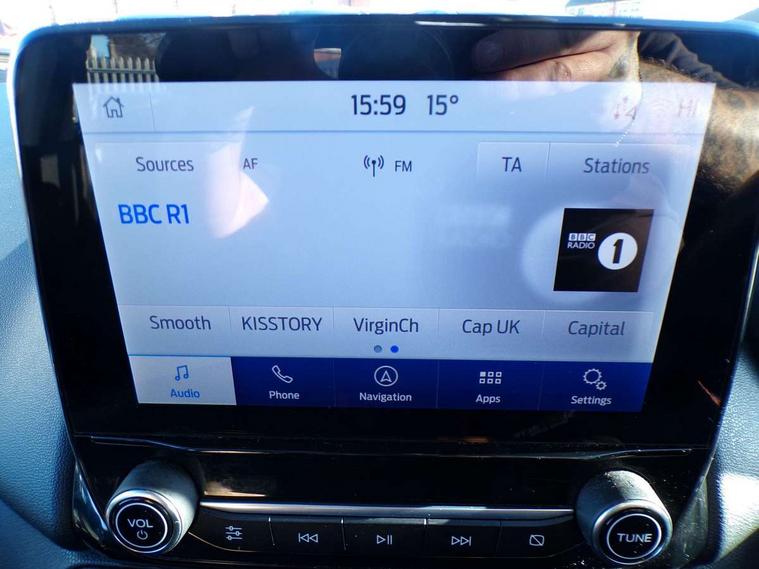 15:59 15°
Sources AF FM TA Stations
BBC R1
BBC
RADIO 1
Smooth KISSTORY VirginCh Cap UK Capital
Audio Phone Navigation Apps Settings
VOL TUNE